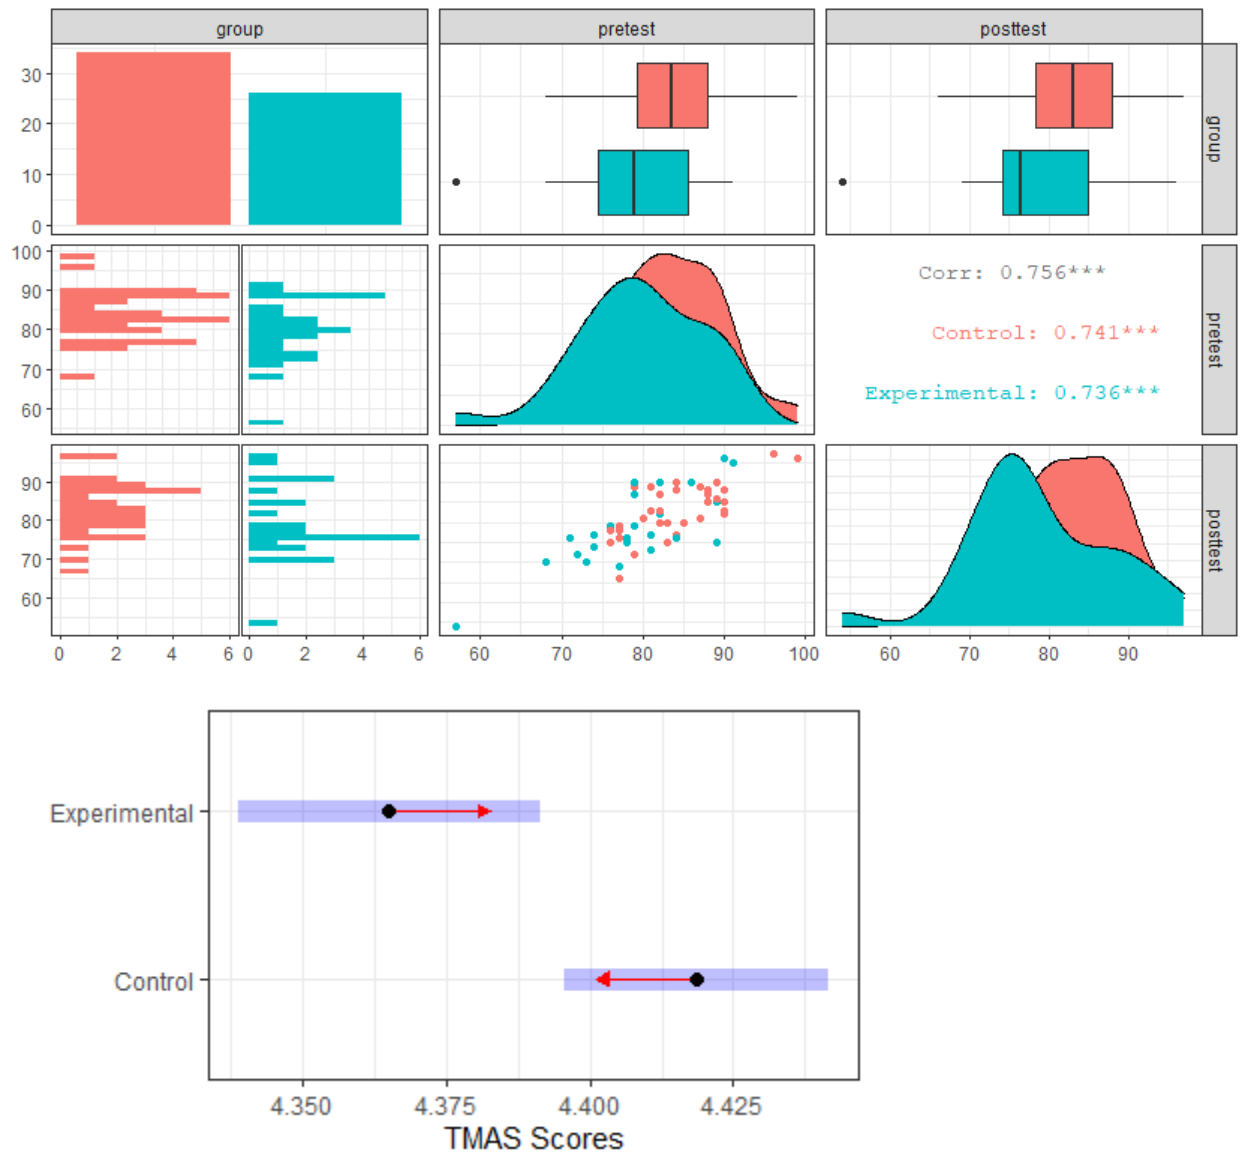 group pretest posttest
30
20
10
0
group
100
90
80
70
60
Corr: 0.756***
Control: 0.741***
Experimental: 0.736***
pretest
90
80
70
60
posttest
0 2 4 6 0 2 4 6 60 70 80 90 100 60 70 80 90
Experimental
Control
4.350 4.375 4.400 4.425
TMAS Scores